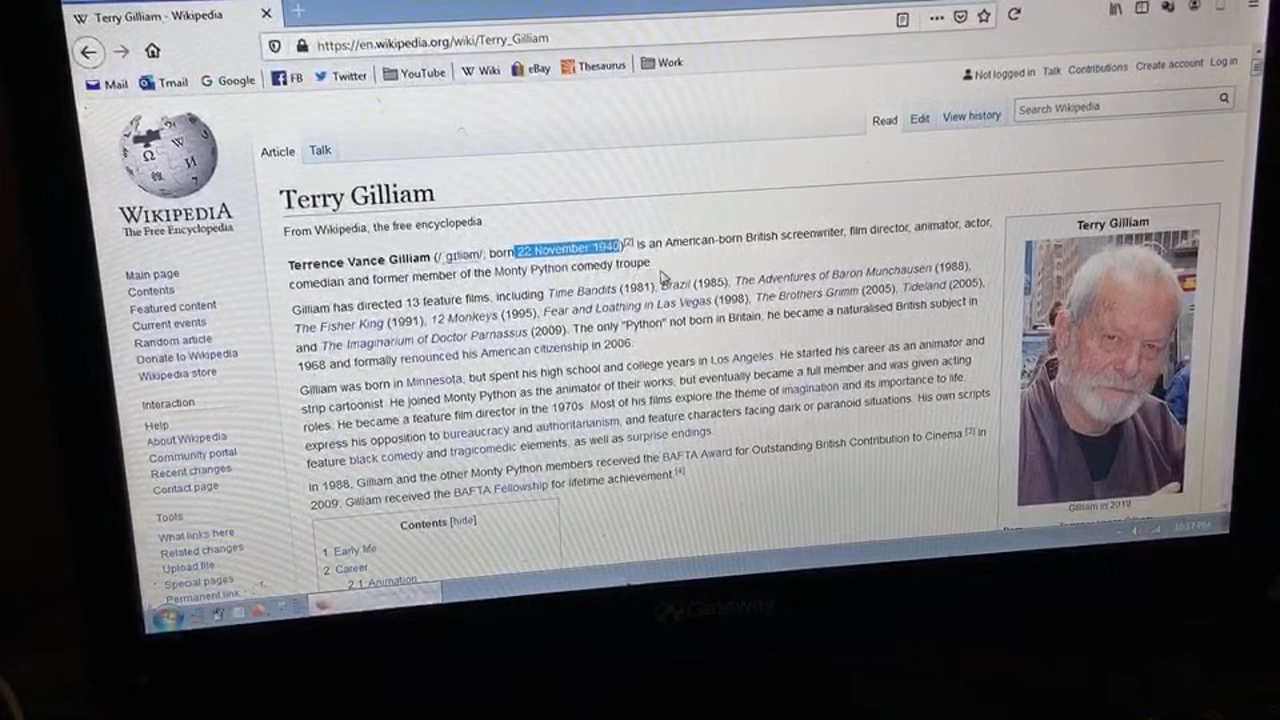 Terry Gilliam - Wikipedia
https://en.wikipedia.org/wiki/Terry_Gilliam
Mail Tmail Google FB Twitter YouTube Wiki eBay Thesaurus Work
Not logged in Talk Contributions Create account Log in
Article Talk
Read Edit View history Search Wikipedia
WIKIPEDIA
The Free Encyclopedia
Main page
Contents
Featured content
Current events
Random article
Donate to Wikipedia
Wikipedia store
Interaction
Help
About Wikipedia
Community portal
Recent changes
Contact page
Tools
What links here
Related changes
Upload file
Special pages
Permanent link
Terry Gilliam
From Wikipedia, the free encyclopedia
Terrence Vance Gilliam (/ˈɡɪliəm/; born 22 November 1940)[2] is an American-born British screenwriter, film director, animator, actor,
comedian and former member of the Monty Python comedy troupe
Gilliam has directed 13 feature films, including Time Bandits (1981), Brazil (1985), The Adventures of Baron Munchausen (1988),
The Fisher King (1991), 12 Monkeys (1995), Fear and Loathing in Las Vegas (1998), The Brothers Grimm (2005), Tideland (2005),
and The Imaginarium of Doctor Parnassus (2009). The only "Python" not born in Britain, he became a naturalised British subject in
1968 and formally renounced his American citizenship in 2006.
Gilliam was born in Minnesota, but spent his high school and college years in Los Angeles. He started his career as an animator and
strip cartoonist. He joined Monty Python as the animator of their works, but eventually became a full member and was given acting
roles. He became a feature film director in the 1970s. Most of his films explore the theme of imagination and its importance to life,
express his opposition to bureaucracy and authoritarianism, and feature characters facing dark or paranoid situations. His own scripts
feature black comedy and tragicomedic elements, as well as surprise endings.
In 1988, Gilliam and the other Monty Python members received the BAFTA Award for Outstanding British Contribution to Cinema.[3] In
2009, Gilliam received the BAFTA Fellowship for lifetime achievement.[4]
Contents [hide]
1 Early life
2 Career
2.1 Animation
Terry Gilliam
Gilliam in 2019
10:17 PM
Gateway